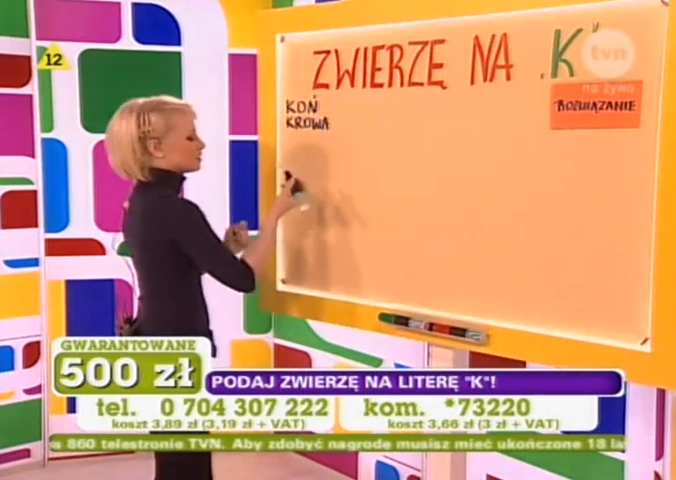 ZWIERZĘ NA „K”
tvn
na żywo
12
KOŃ
KROWA
ROZWIĄZANIE
GWARANTOWANE
500 zł
PODAJ ZWIERZĘ NA LITERĘ "K"!
tel. 0 704 307 222
koszt 3,89 zł (3,19 zł + VAT)
kom. *73220
koszt 3,66 zł (3 zł + VAT)
860 telestronie TVN. Aby zdobyć nagrodę musisz mieć ukończone 18